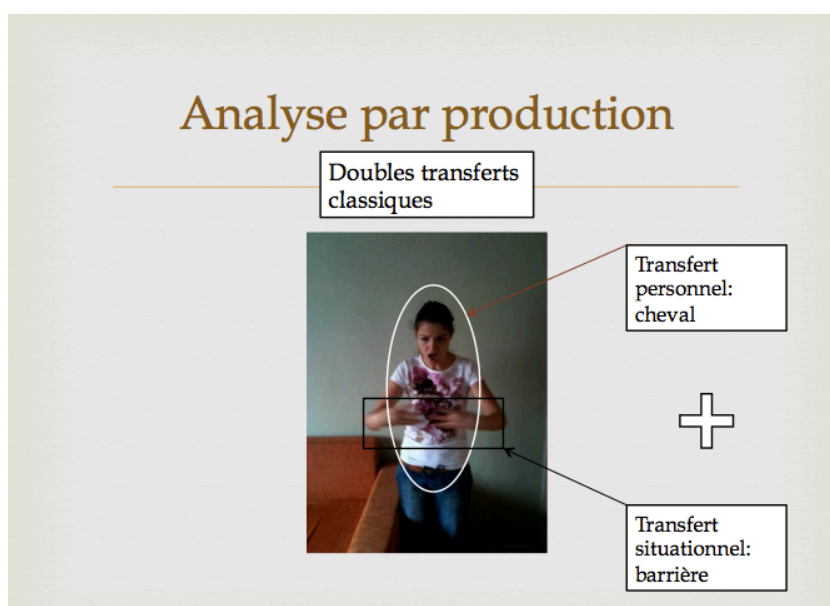 Analyse par production
Doubles transferts
classiques
Transfert
personnel:
cheval
Transfert
situationnel:
barrière